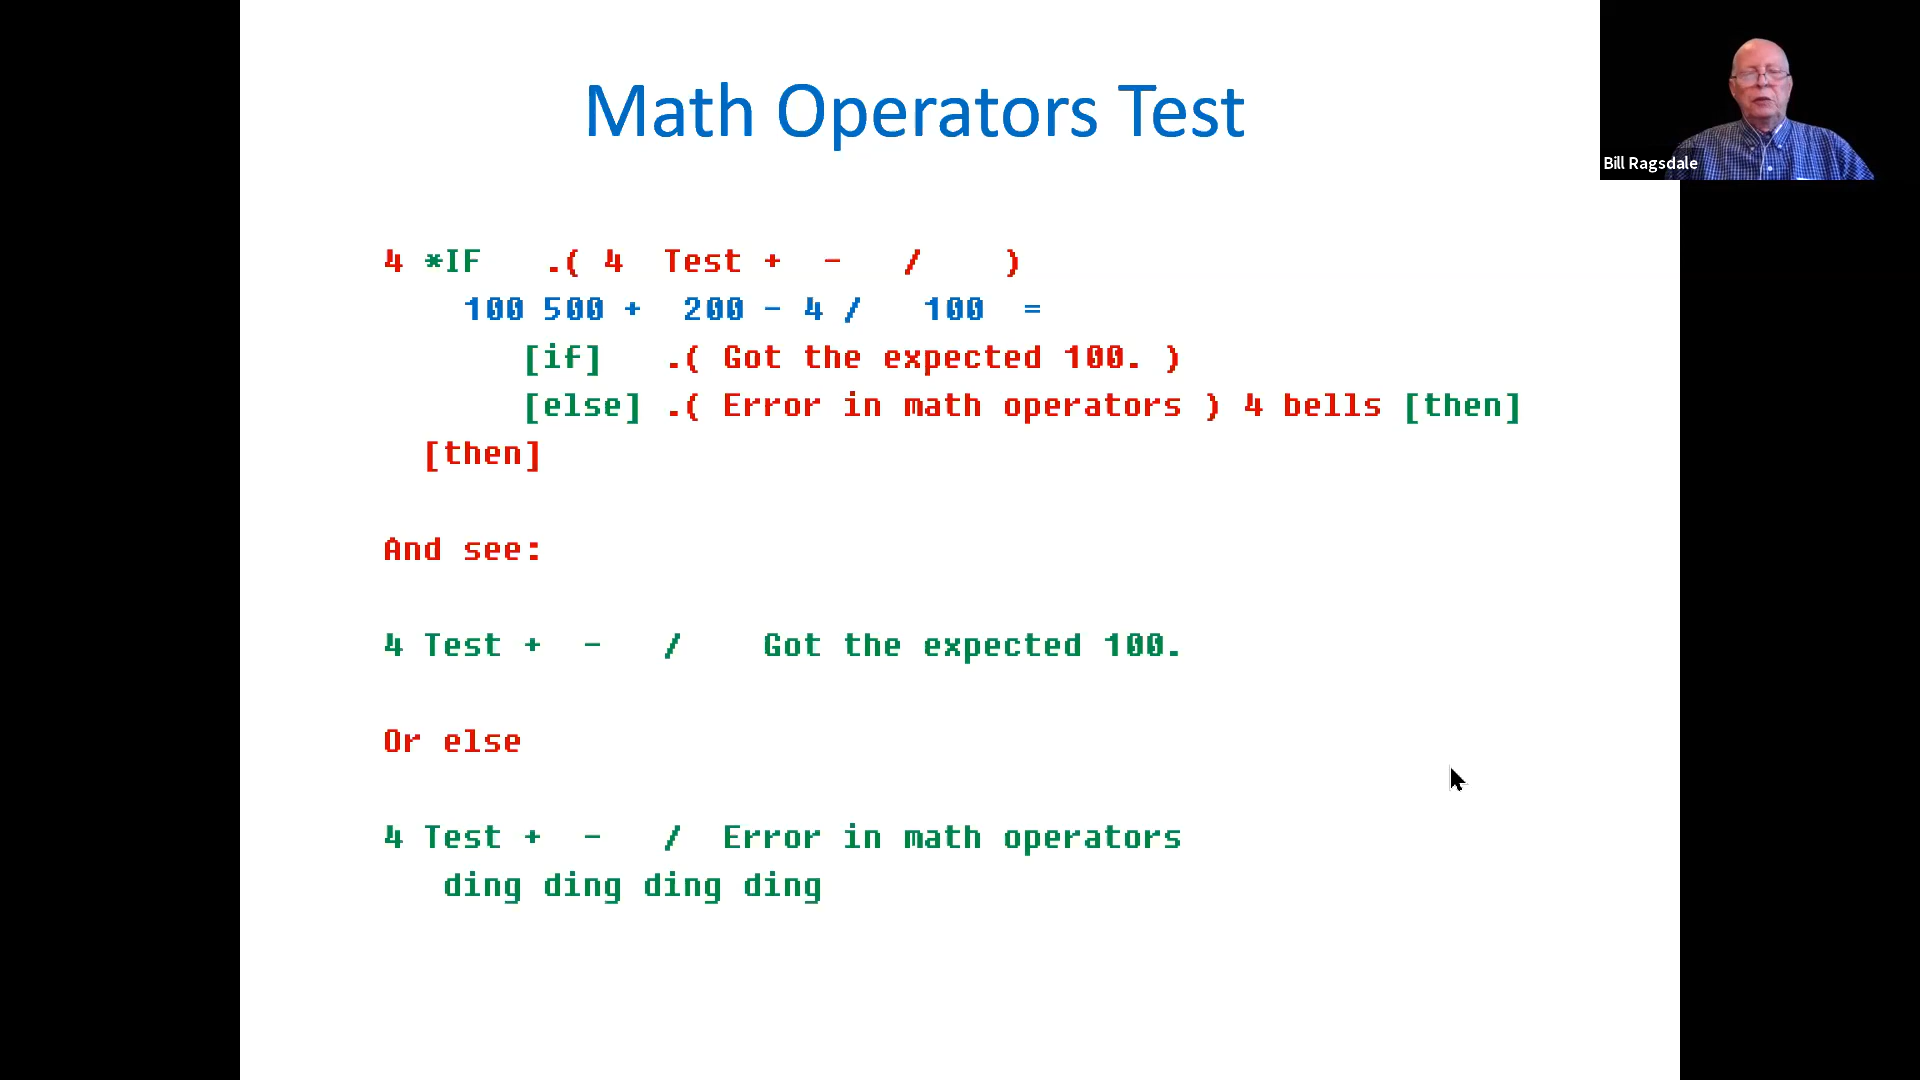 Math Operators Test
Bill Ragsdale
4 *IF .( 4 Test + - / )
100 500 + 200 - 4 / 100 =
[if] .( Got the expected 100. )
[else] .( Error in math operators ) 4 bells [then]
[then]
And see:
4 Test + - / Got the expected 100.
Or else
4 Test + - / Error in math operators
ding ding ding ding